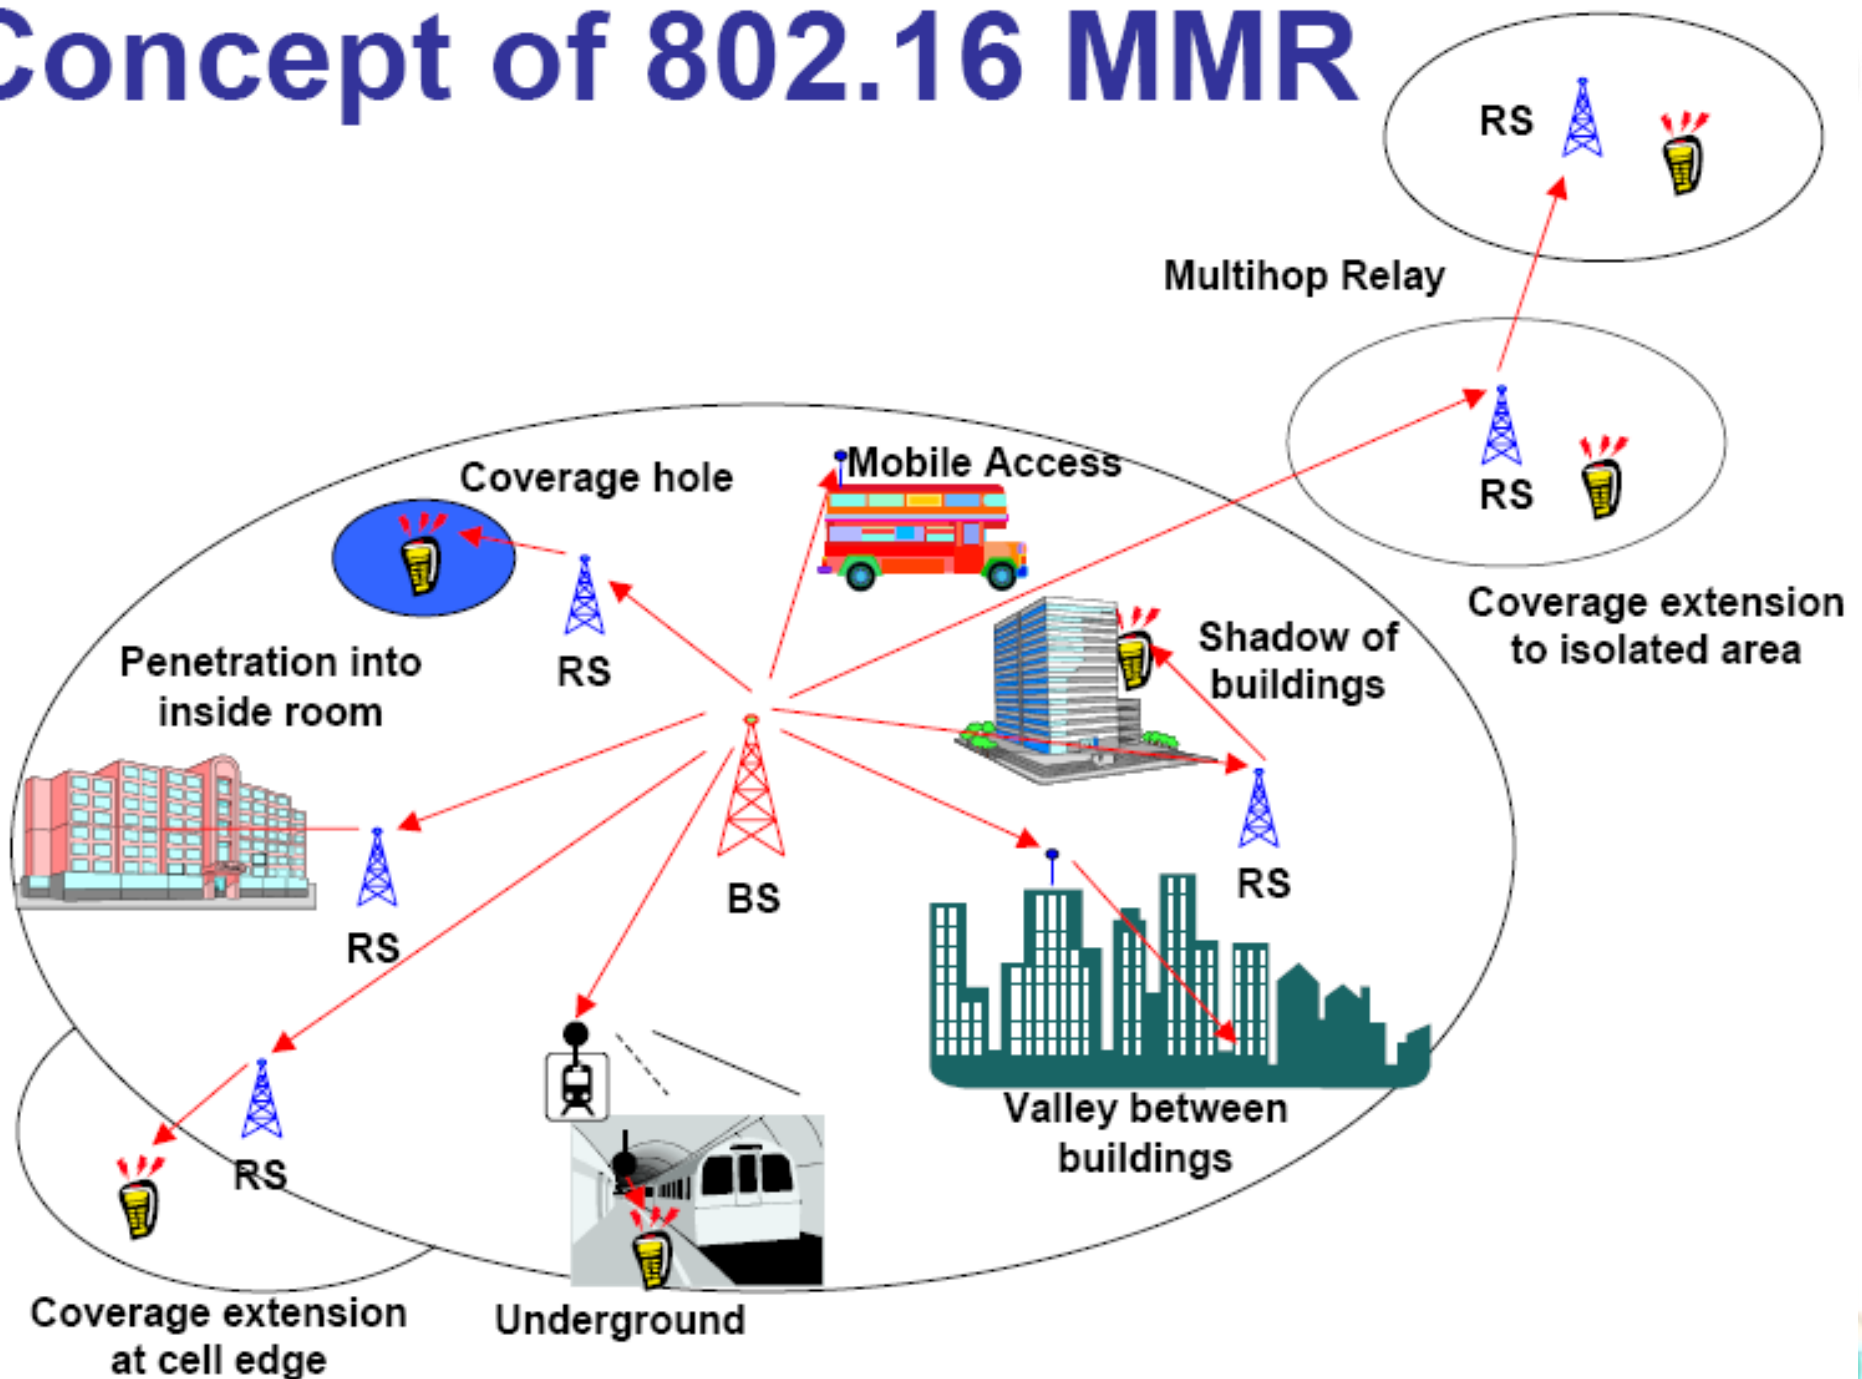 Concept of 802.16 MMR
RS
Multihop Relay
RS
Coverage extension
to isolated area
Coverage hole
Mobile Access
RS
Shadow of
buildings
Penetration into
inside room
RS
BS
RS
RS
Valley between
buildings
Coverage extension
at cell edge
Underground